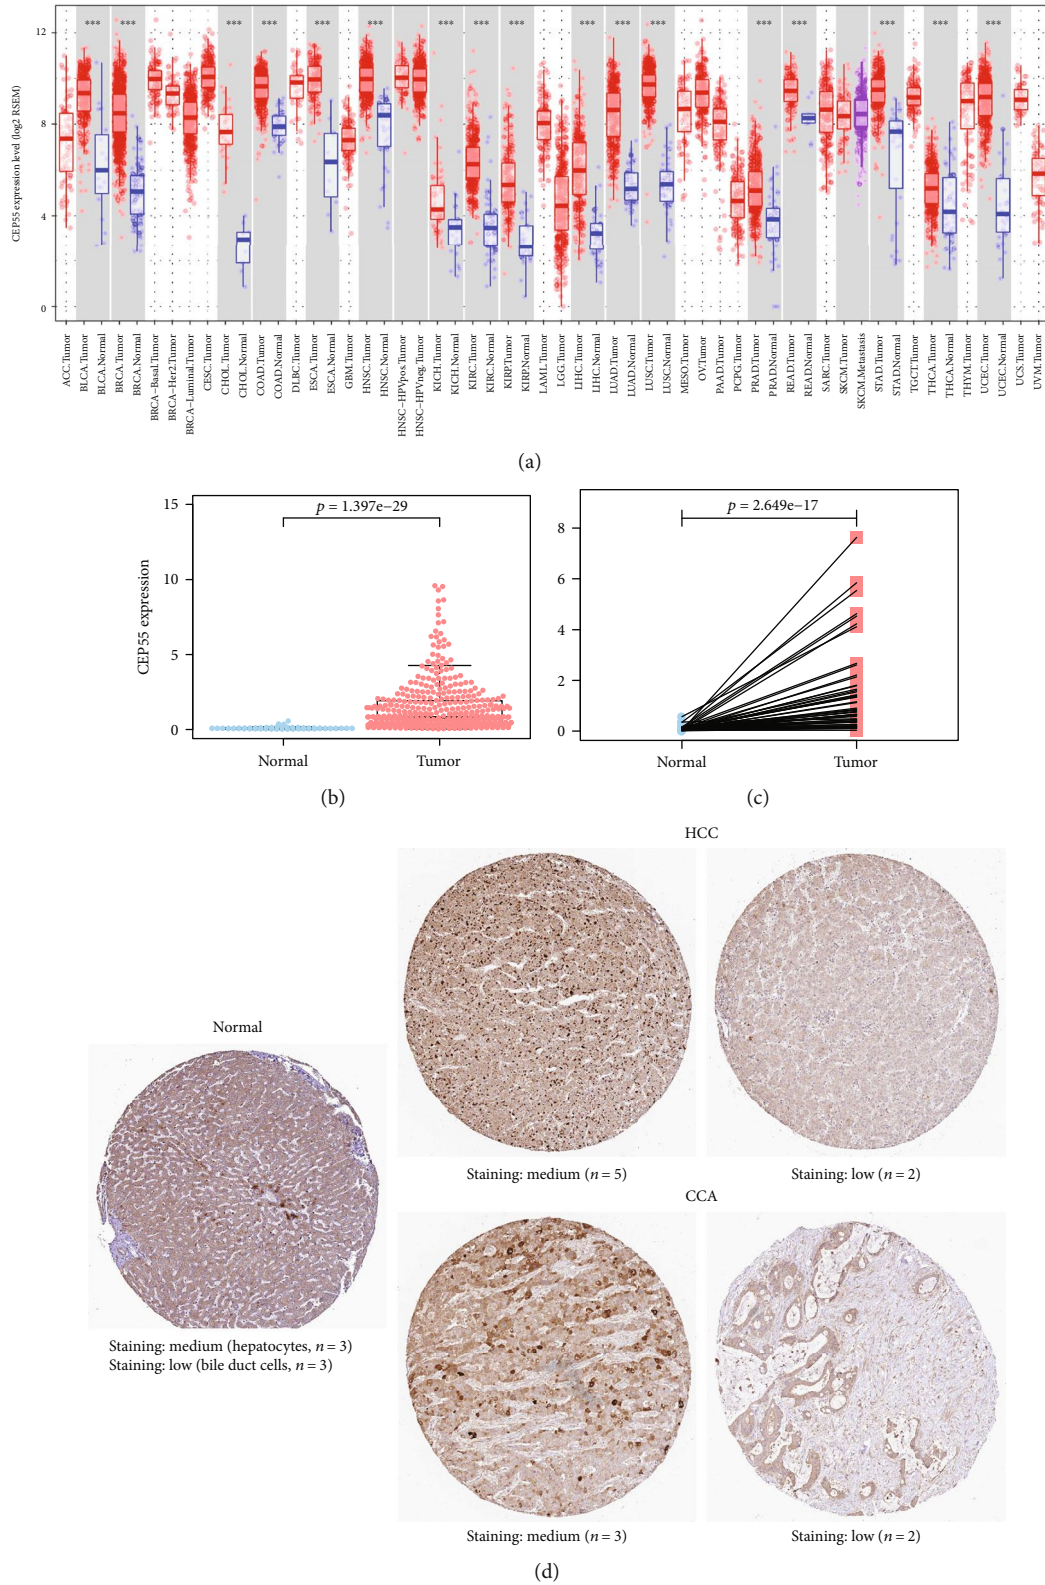 *** *** *** *** *** *** *** *** *** *** *** *** *** *** *** *** ***
CEP55 expression level (log2 RSEM)
12
10
8
4
0
ACC.Tumor
BLCA.Tumor
BLCA.Normal
BRCA.Tumor
BRCA.Normal
BRCA-Basal.Tumor
BRCA-Her2.Tumor
BRCA-Luminal.Tumor
CESC.Tumor
CHOL.Tumor
CHOL.Normal
COAD.Tumor
COAD.Normal
DLBC.Tumor
ESCA.Tumor
ESCA.Normal
GBM.Tumor
HNSC.Tumor
HNSC.Normal
HNSC-HPVpos.Tumor
HNSC-HPVneg.Tumor
KICH.Tumor
KICH.Normal
KIRC.Tumor
KIRC.Normal
KIRP.Tumor
KIRP.Normal
LAML.Tumor
LGG.Tumor
LIHC.Tumor
LIHC.Normal
LUAD.Tumor
LUAD.Normal
LUSC.Tumor
LUSC.Normal
MESO.Tumor
OV.Tumor
PAAD.Tumor
PCPG.Tumor
PRAD.Tumor
PRAD.Normal
READ.Tumor
READ.Normal
SARC.Tumor
SKCM.Tumor
SKCM.Metastasis
STAD.Tumor
STAD.Normal
TGCT.Tumor
THCA.Tumor
THCA.Normal
THYM.Tumor
UCEC.Tumor
UCEC.Normal
UCS.Tumor
UVM.Tumor
(a)
CEP55 expression
15
10
5
0
p = 1.397e−29
Normal Tumor
(b)
8
6
4
2
0
p = 2.649e−17
Normal Tumor
(c)
HCC
Normal
Staining: medium (n = 5)
Staining: low (n = 2)
CCA
Staining: medium (hepatocytes, n = 3)
Staining: low (bile duct cells, n = 3)
Staining: medium (n = 3)
Staining: low (n = 2)
(d)